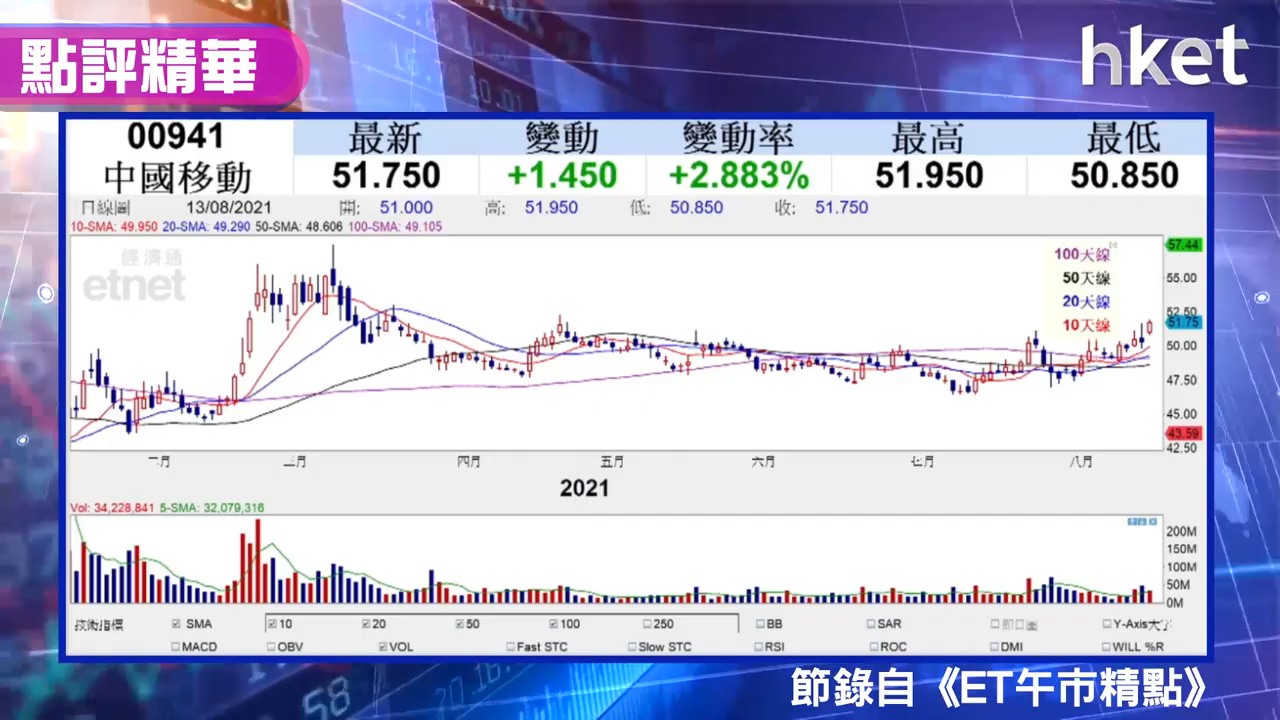 點評精華
hket
00941 最新 變動 變動率 最高 最低
中國移動 51.750 +1.450 +2.883% 51.950 50.850
日線圖 13/08/2021 開: 51.000 高: 51.950 低: 50.850 收: 51.750
10-SMA: 49.950 20-SMA: 49.290 50-SMA: 48.606 100-SMA: 49.105
經濟通
etnet
100天線
50天線
20天線
10天線
57.44
55.00
52.50
51.75
50.00
47.50
45.00
43.59
42.50
二月 三月 四月 五月 六月 七月 八月
2021
Vol: 34,228,841 5-SMA: 32,079,316
200M
150M
100M
50M
0M
技術指標 SMA 10 20 50 100 250 BB SAR Y-Axis大字
MACD OBV VOL Fast STC Slow STC RSI ROC DMI WILL %R
節錄自《ET午市精點》